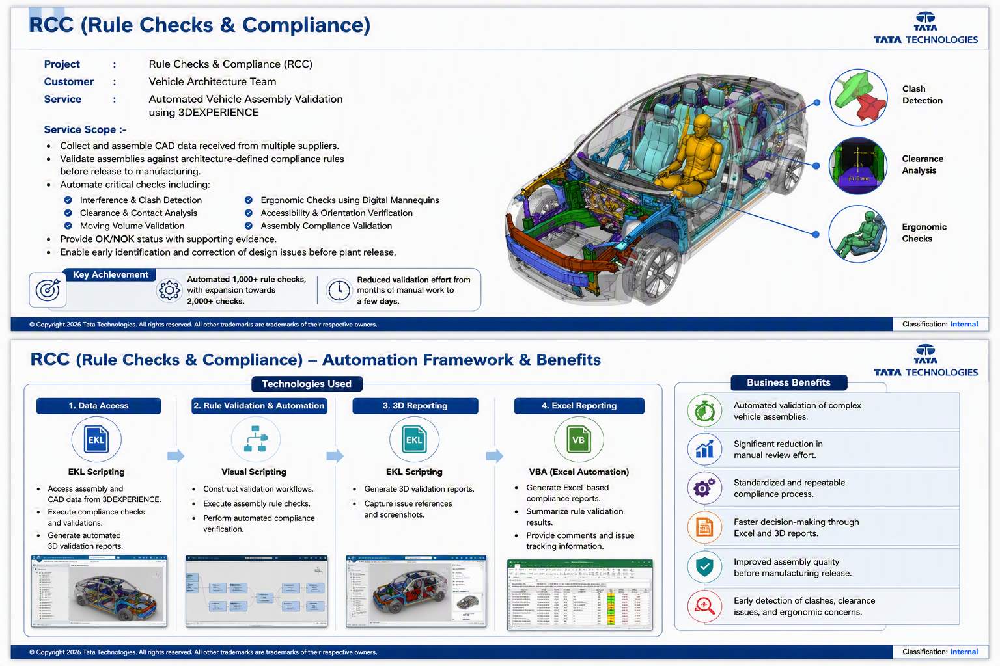 RCC (Rule Checks & Compliance)
TATA
TATA TECHNOLOGIES
Project : Rule Checks & Compliance (RCC)
Customer : Vehicle Architecture Team
Service : Automated Vehicle Assembly Validation
using 3DEXPERIENCE
Service Scope :-
• Collect and assemble CAD data received from multiple suppliers.
• Validate assemblies against architecture-defined compliance rules
before release to manufacturing.
• Automate critical checks including:
Interference & Clash Detection
Ergonomic Checks using Digital Mannequins
Clearance & Contact Analysis
Accessibility & Orientation Verification
Moving Volume Validation
Assembly Compliance Validation
• Provide OK/NOK status with supporting evidence.
• Enable early identification and correction of design issues before plant release.
Clash
Detection
Clearance
Analysis
Ergonomic
Checks
Key Achievement
Automated 1,000+ rule checks,
with expansion towards
2,000+ checks.
Reduced validation effort from
months of manual work to
a few days.
© Copyright 2026 Tata Technologies. All rights reserved. All other trademarks are trademarks of their respective owners.
Classification: Internal
RCC (Rule Checks & Compliance) – Automation Framework & Benefits
TATA
TATA TECHNOLOGIES
Technologies Used
1. Data Access
EKL
EKL Scripting
• Access assembly and
CAD data from 3DEXPERIENCE.
• Execute compliance checks
and validations.
• Generate automated
3D validation reports.
2. Rule Validation & Automation
Visual Scripting
• Construct validation workflows.
• Execute assembly rule checks.
• Perform automated compliance
verification.
3. 3D Reporting
EKL
EKL Scripting
• Generate 3D validation reports.
• Capture issue references
and screenshots.
4. Excel Reporting
VB
VBA (Excel Automation)
• Generate Excel-based
compliance reports.
• Summarize rule validation
results.
• Provide comments and issue
tracking information.
Business Benefits
Automated validation of complex
vehicle assemblies.
Significant reduction in
manual review effort.
Standardized and repeatable
compliance process.
Faster decision-making through
Excel and 3D reports.
Improved assembly quality
before manufacturing release.
Early detection of clashes, clearance
issues, and ergonomic concerns.
© Copyright 2026 Tata Technologies. All rights reserved. All other trademarks are trademarks of their respective owners.
Classification: Internal